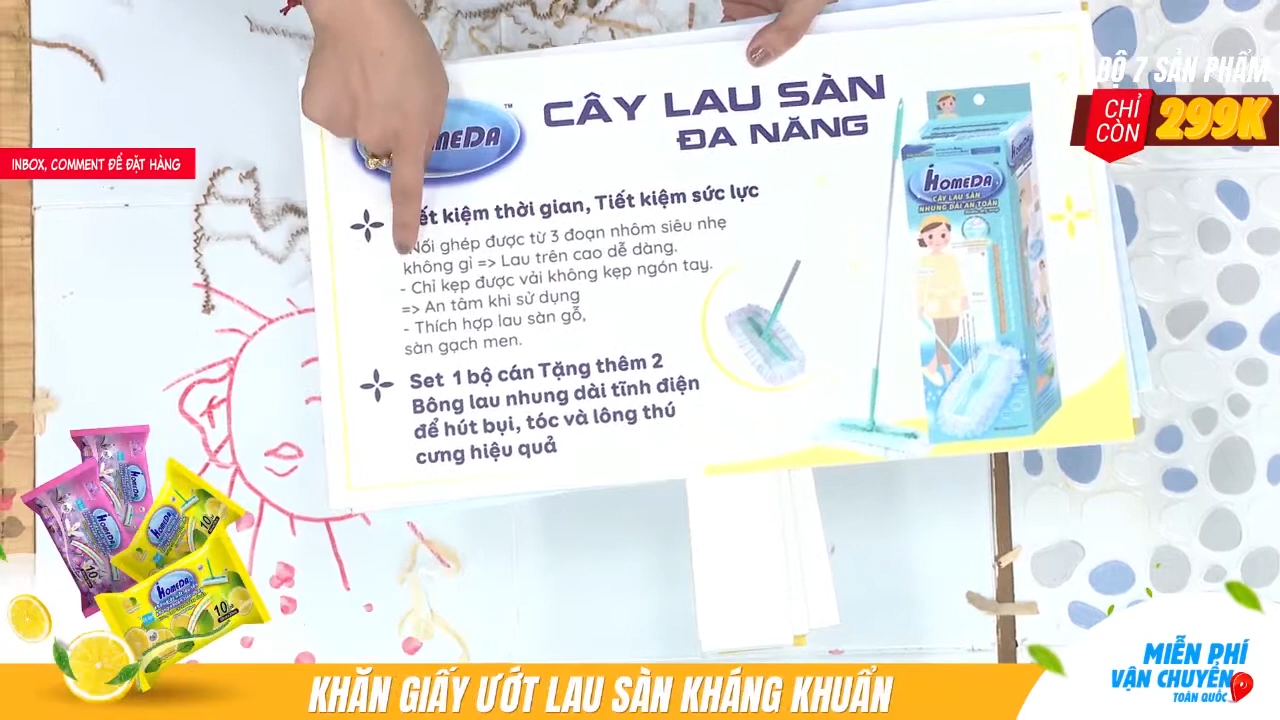 BỘ 7 SẢN PHẨM
CHỈ
CÒN
299K
INBOX, COMMENT ĐỂ ĐẶT HÀNG
CÂY LAU SÀN
ĐA NĂNG
kiệm thời gian, Tiết kiệm sức lực
Nối ghép được từ 3 đoạn nhôm siêu nhẹ
không gỉ => Lau trên cao dễ dàng.
- Chỉ kẹp được vải không kẹp ngón tay.
=> An tâm khi sử dụng
- Thích hợp lau sàn gỗ,
sàn gạch men.
Set 1 bộ cán Tặng thêm 2
Bông lau nhung dài tĩnh điện
để hút bụi, tóc và lông thú
cưng hiệu quả
HOMEDA
CÂY LAU SÀN
NHUNG DÀI AN TOÀN
HOMEDA
10
HOMEDA
10
KHĂN GIẤY ƯỚT LAU SÀN KHÁNG KHUẨN
MIỄN PHÍ
VẬN CHUYỂN
TOÀN QUỐC